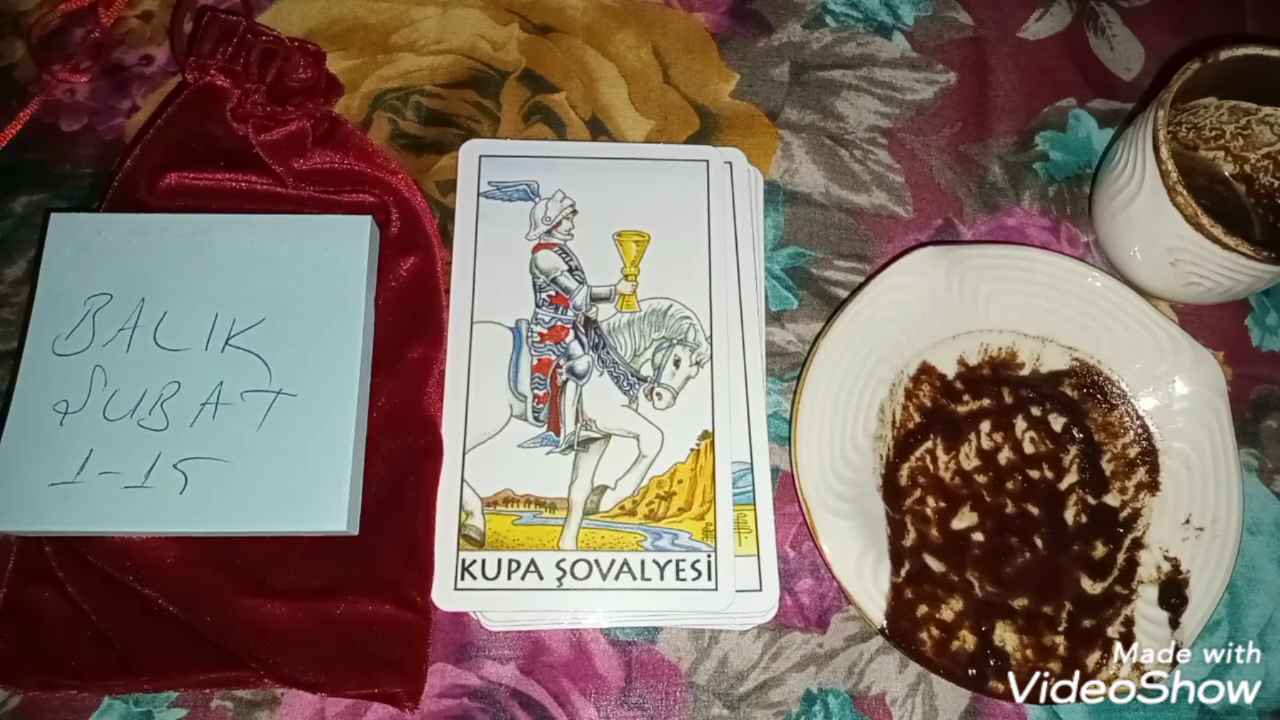 BALIK
ŞUBAT
1-15
KUPA ŞOVALYESİ
Made with
VideoShow